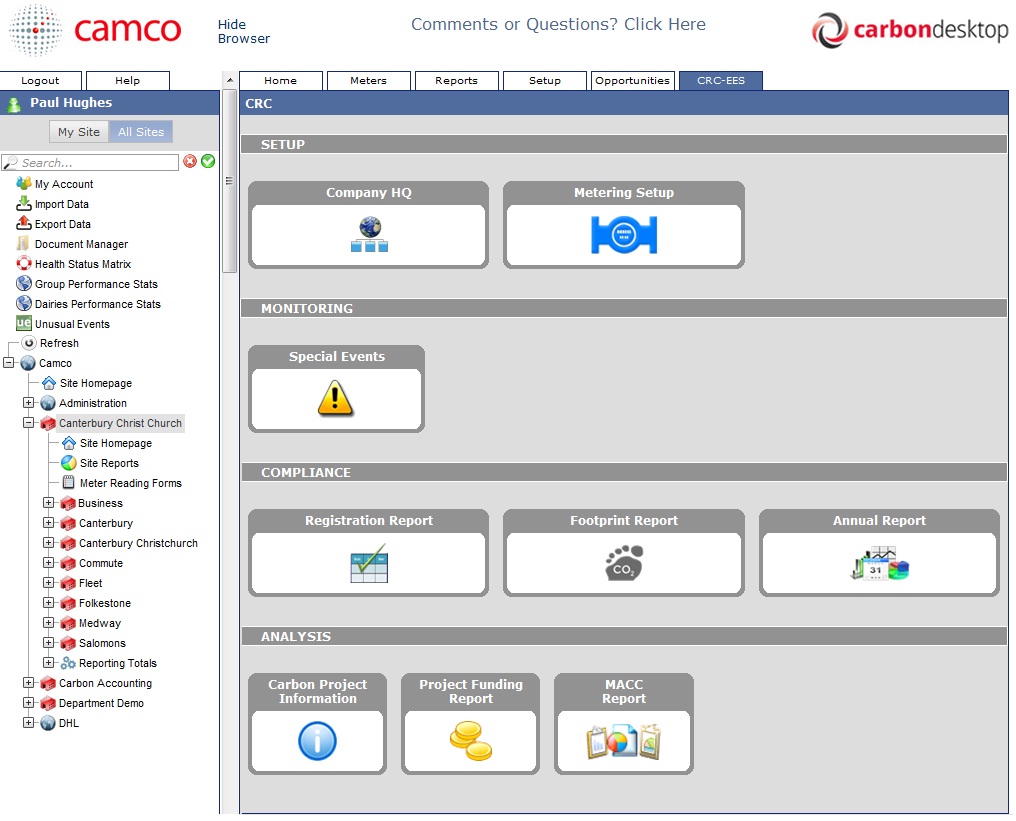 camco
Hide
Browser
Comments or Questions? Click Here
carbondesktop
Logout
Help
Home
Meters
Reports
Setup
Opportunities
CRC-EES
Paul Hughes
My Site
All Sites
Search...
My Account
Import Data
Export Data
Document Manager
Health Status Matrix
Group Performance Stats
Dairies Performance Stats
ue Unusual Events
Refresh
Camco
Site Homepage
Administration
Canterbury Christ Church
Site Homepage
Site Reports
Meter Reading Forms
Business
Canterbury
Canterbury Christchurch
Commute
Fleet
Folkestone
Medway
Salomons
Reporting Totals
Carbon Accounting
Department Demo
DHL
CRC
SETUP
Company HQ
Metering Setup
MONITORING
Special Events
COMPLIANCE
Registration Report
Footprint Report
Annual Report
CO2
31
ANALYSIS
Carbon Project
Information
Project Funding
Report
MACC
Report